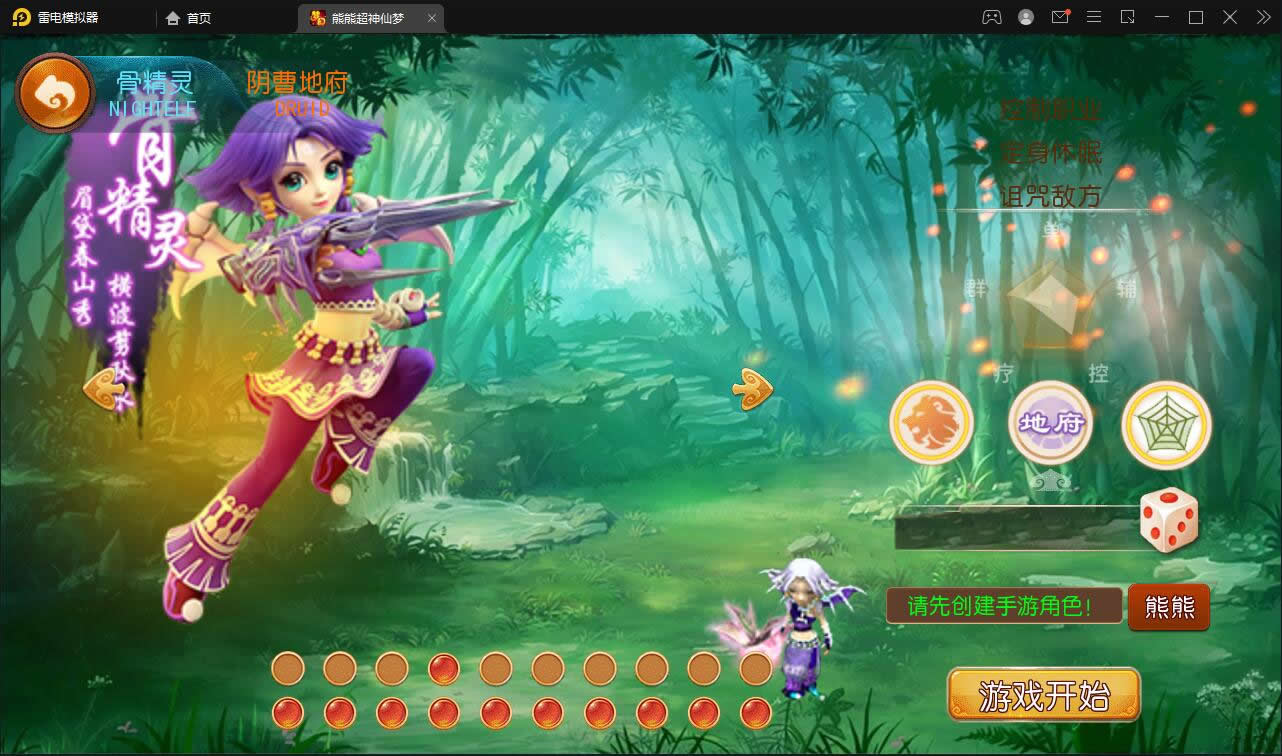 雷电模拟器
首页
熊熊超神仙梦
骨精灵
NIGHTELF
阴曹地府
DRUID
骨精灵
眉黛春山秀
横波剪秋水
控制职业
定身休眠
诅咒敌方
单
群
辅
疗
控
地府
请先创建手游角色!
熊熊
游戏开始